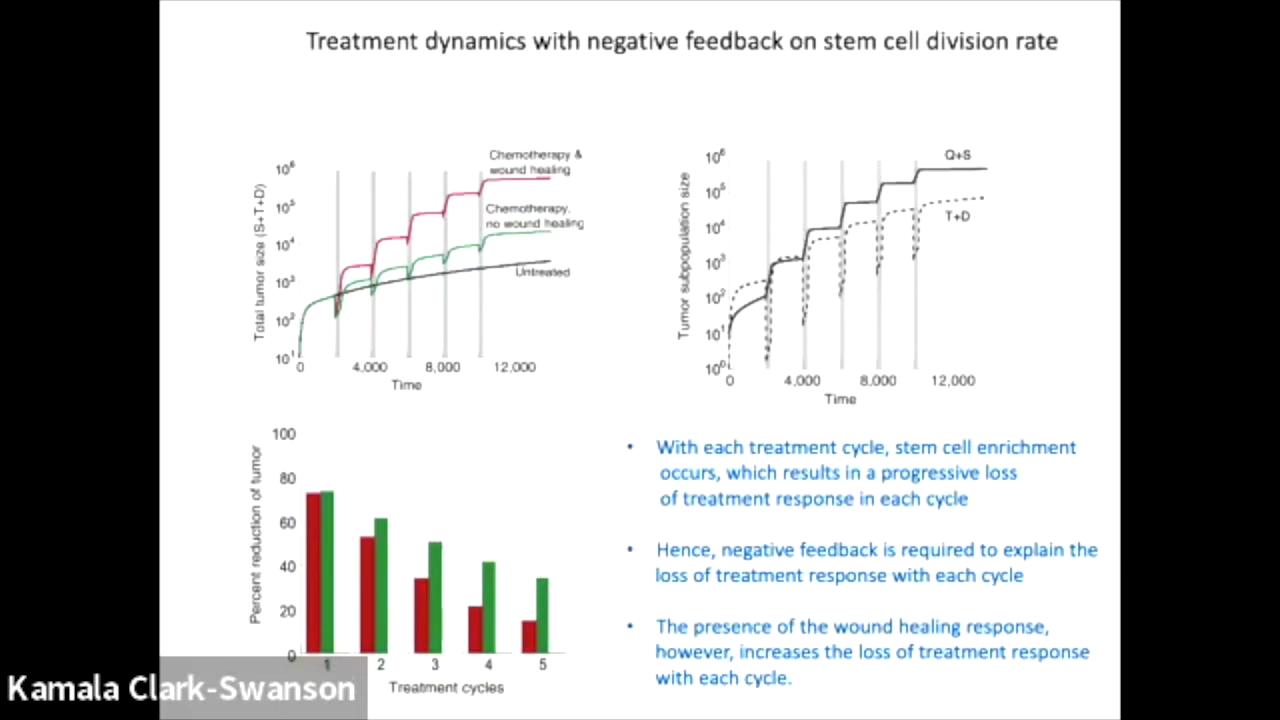 Treatment dynamics with negative feedback on stem cell division rate
Total tumor size (S+T+D)
10⁶
10⁵
10⁴
10³
10²
10¹
Chemotherapy &
wound healing
Chemotherapy,
no wound healing
Untreated
0
4,000
8,000
12,000
Time
Tumor subpopulation size
10⁶
10⁵
10⁴
10³
10²
10¹
10⁰
Q+S
T+D
0
4,000
8,000
12,000
Time
Percent reduction of tumor
100
80
60
40
20
0
1
2
3
4
5
Treatment cycles
• With each treatment cycle, stem cell enrichment
occurs, which results in a progressive loss
of treatment response in each cycle
• Hence, negative feedback is required to explain the
loss of treatment response with each cycle
• The presence of the wound healing response,
however, increases the loss of treatment response
with each cycle.
Kamala Clark-Swanson